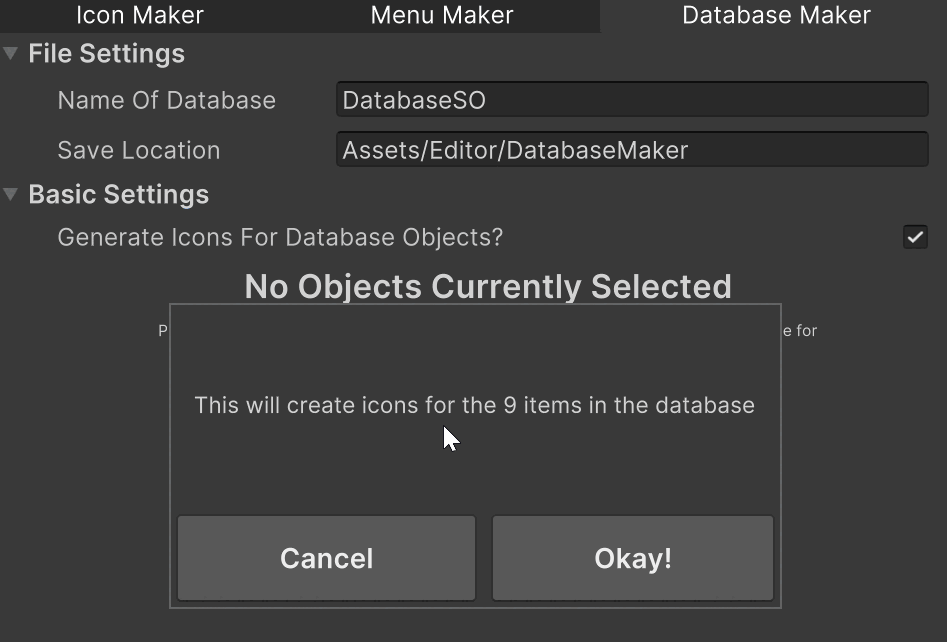 Icon Maker Menu Maker Database Maker
File Settings
Name Of Database DatabaseSO
Save Location Assets/Editor/DatabaseMaker
Basic Settings
Generate Icons For Database Objects?
No Objects Currently Selected
P e for
This will create icons for the 9 items in the database
Cancel Okay!